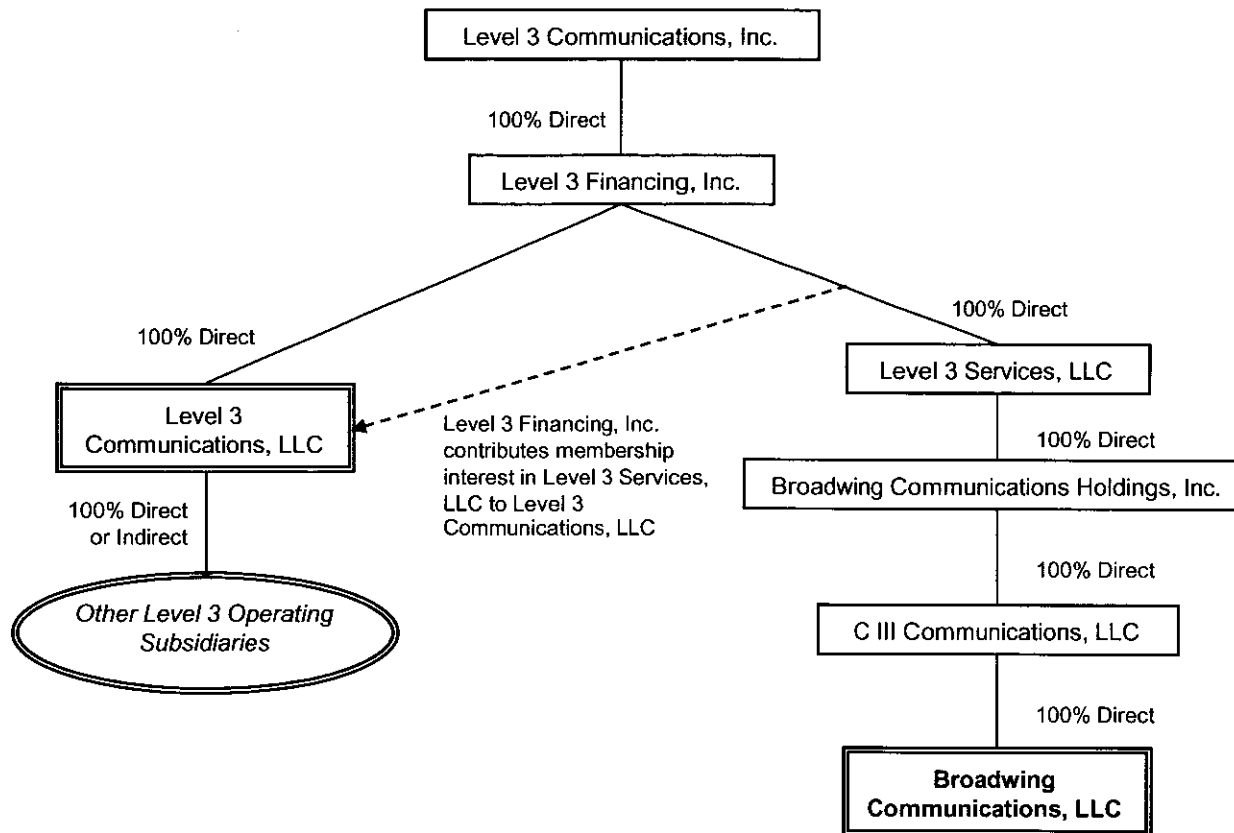 Level 3 Communications, Inc.
100% Direct
Level 3 Financing, Inc.
100% Direct
100% Direct
Level 3
Communications, LLC
Level 3 Financing, Inc.
contributes membership
interest in Level 3 Services,
LLC to Level 3
Communications, LLC
Level 3 Services, LLC
100% Direct
Broadwing Communications Holdings, Inc.
100% Direct
or Indirect
Other Level 3 Operating
Subsidiaries
100% Direct
C III Communications, LLC
100% Direct
Broadwing
Communications, LLC